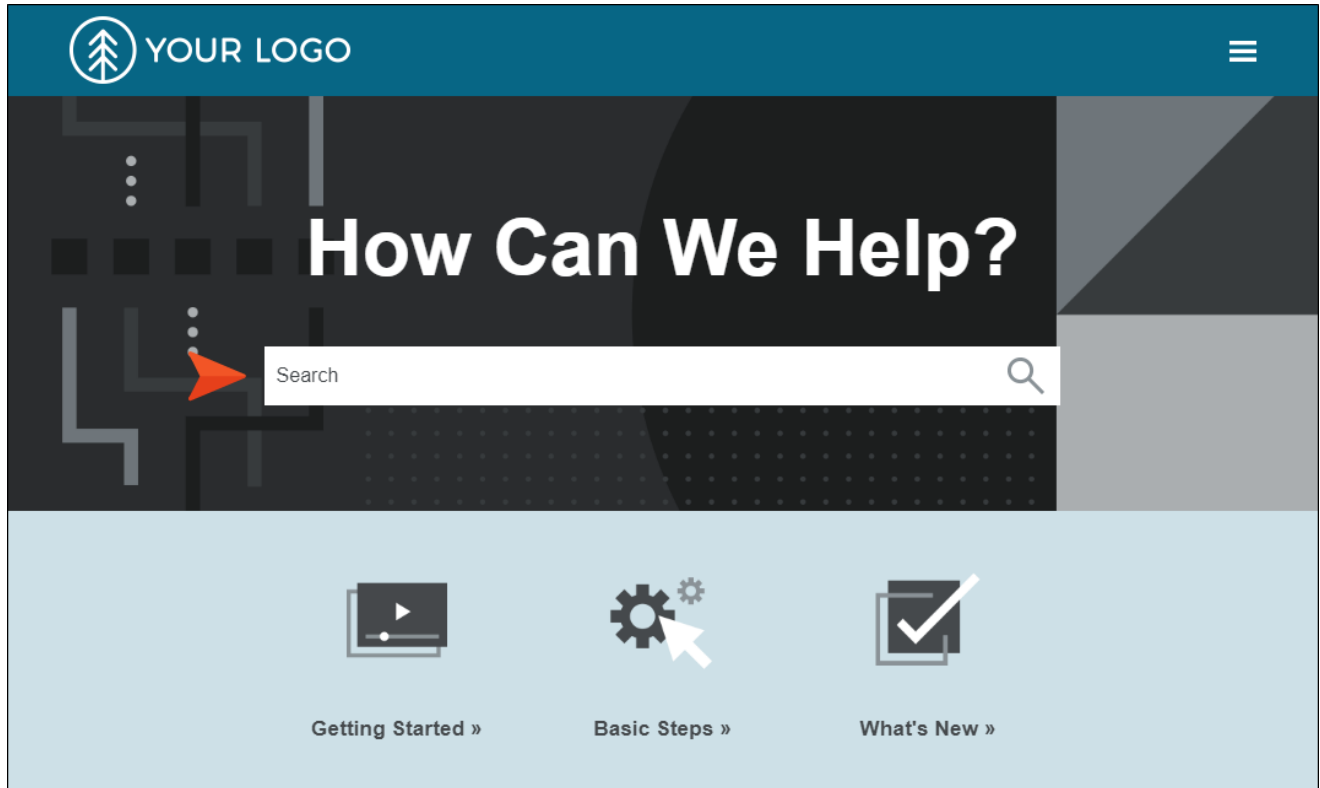 YOUR LOGO
How Can We Help?
Search
Getting Started »
Basic Steps »
What's New »